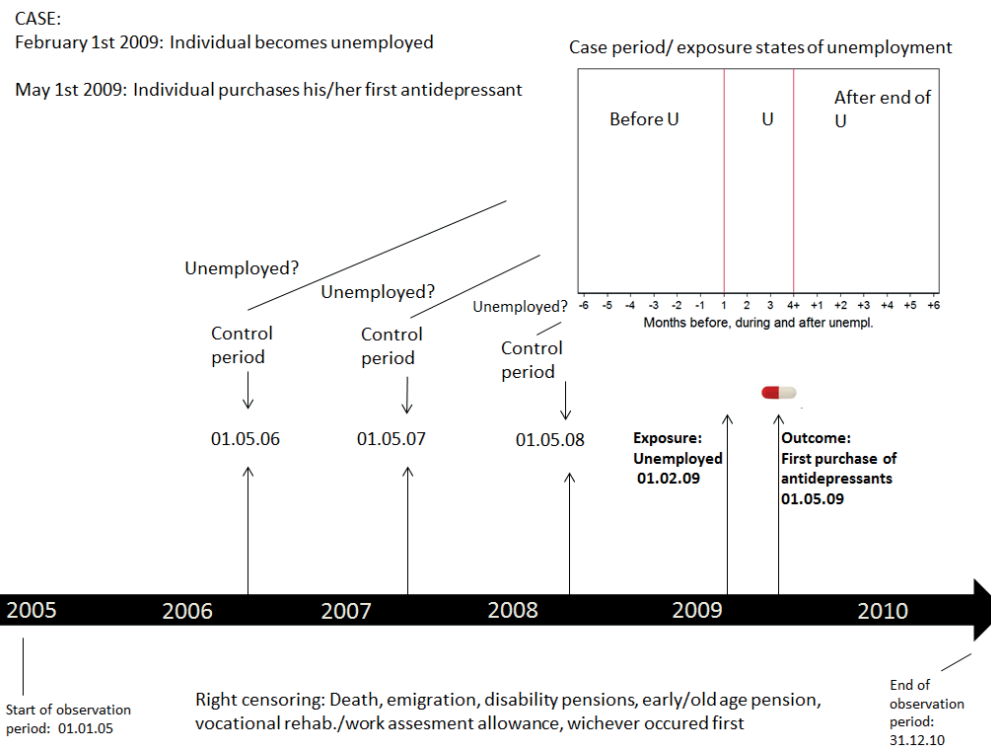 CASE:
February 1st 2009: Individual becomes unemployed
May 1st 2009: Individual purchases his/her first antidepressant
Case period/ exposure states of unemployment
Before U
U
After end of
U
-6 -5 -4 -3 -2 -1 1 2 3 4+ +1 +2 +3 +4 +5 +6
Months before, during and after unempl.
Unemployed?
Unemployed?
Unemployed?
Control
period
Control
period
Control
period
01.05.06
01.05.07
01.05.08
Exposure:
Unemployed
01.02.09
Outcome:
First purchase of
antidepressants
01.05.09
2005 2006 2007 2008 2009 2010
Start of observation
period: 01.01.05
Right censoring: Death, emigration, disability pensions, early/old age pension,
vocational rehab./work assesment allowance, wichever occured first
End of
observation
period:
31.12.10